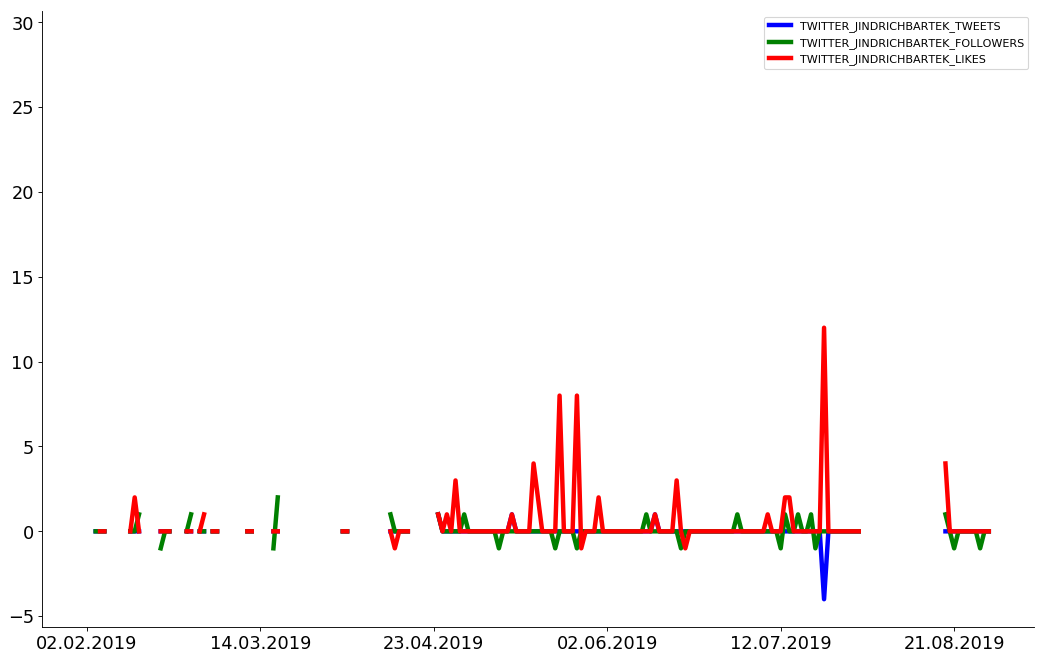 30
25
20
15
10
5
0
−5
02.02.2019 14.03.2019 23.04.2019 02.06.2019 12.07.2019 21.08.2019
TWITTER_JINDRICHBARTEK_TWEETS
TWITTER_JINDRICHBARTEK_FOLLOWERS
TWITTER_JINDRICHBARTEK_LIKES